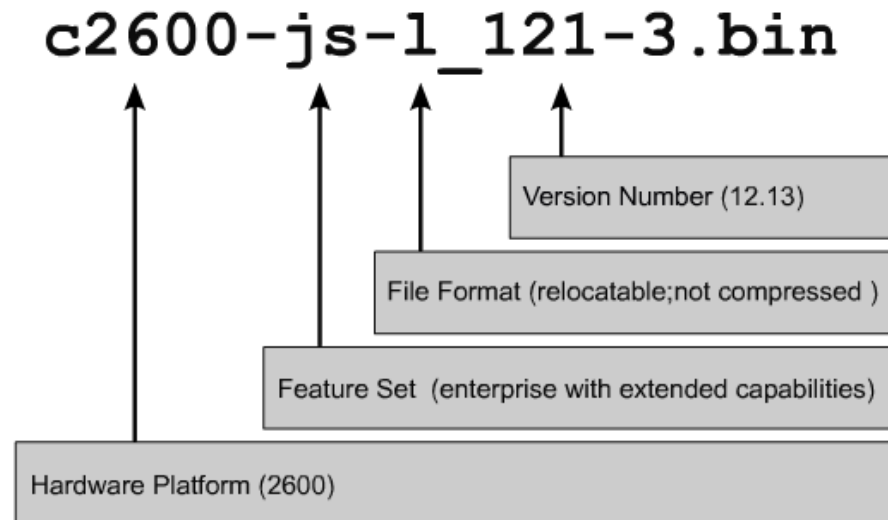 c2600-js-l_121-3.bin
Version Number (12.13)
File Format (relocatable;not compressed )
Feature Set  (enterprise with extended capabilities)
Hardware Platform (2600)